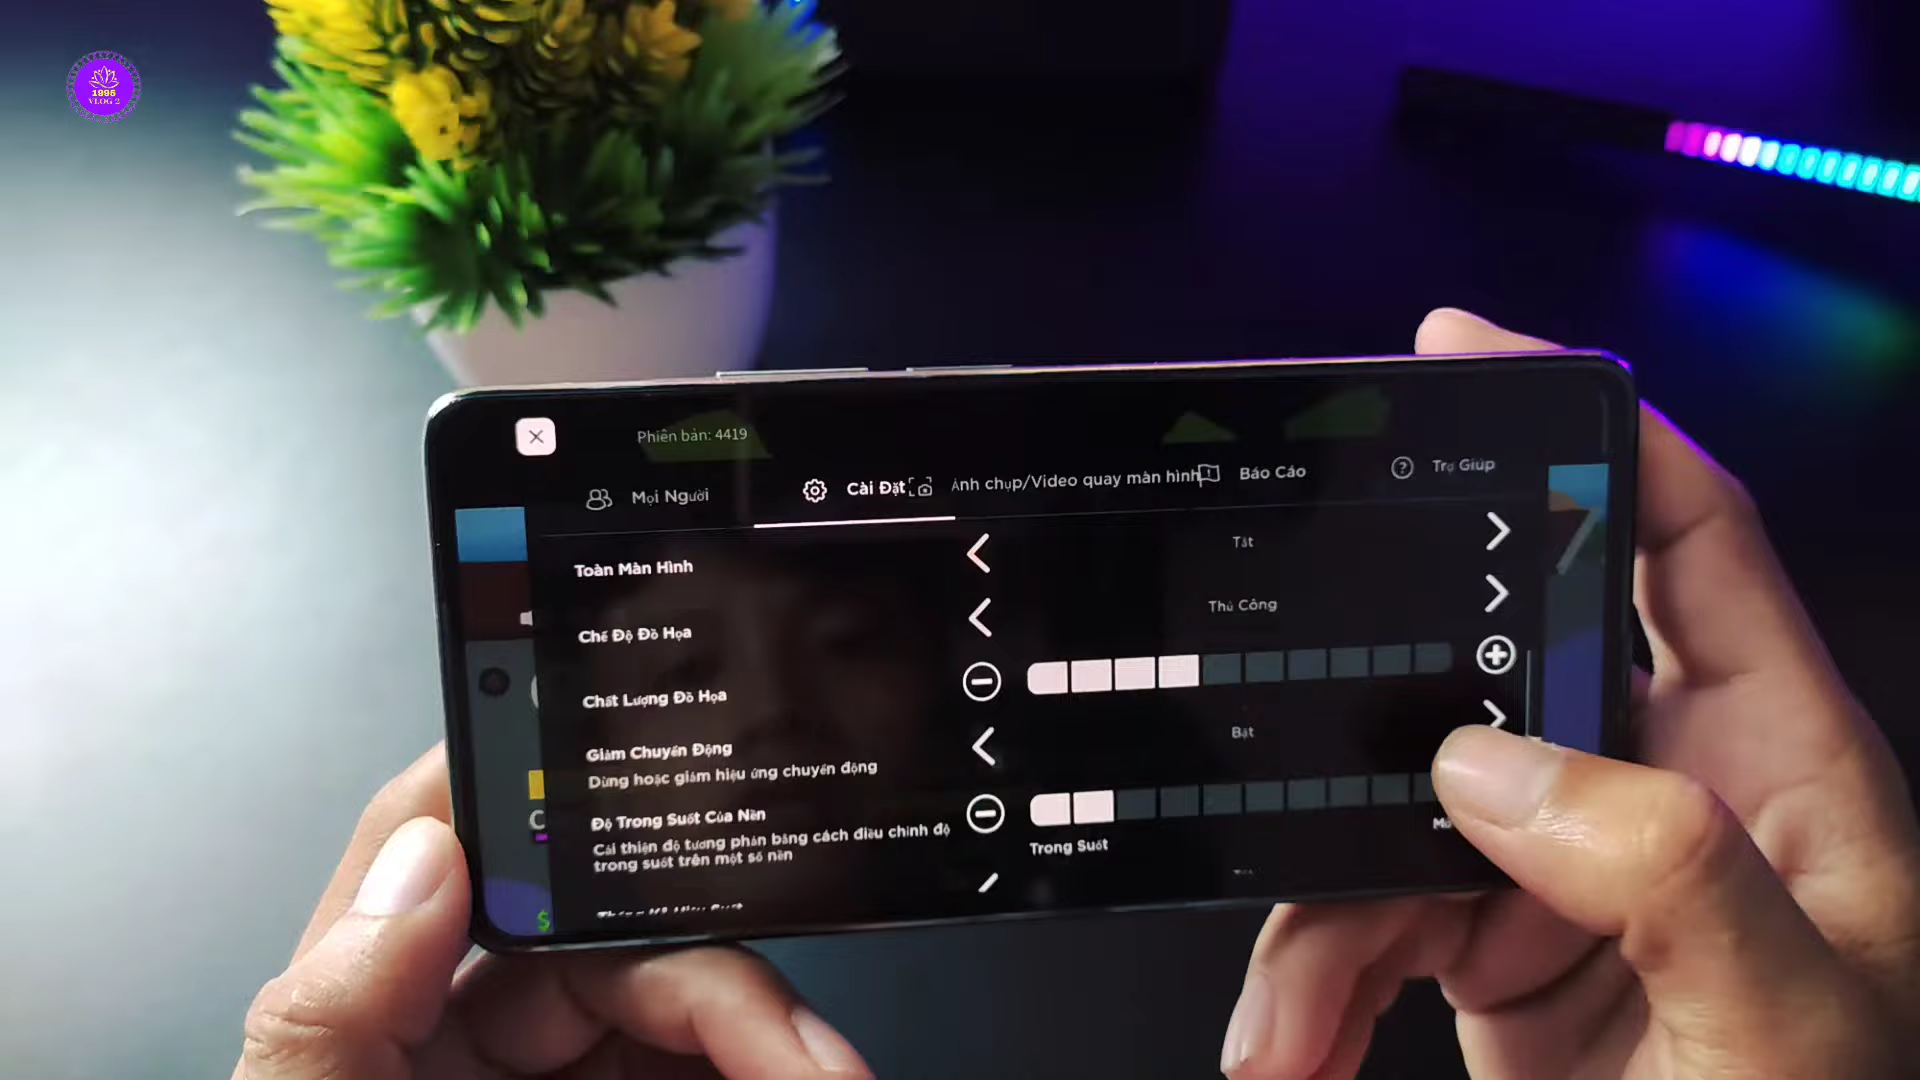 1995
VLOG 2
Phiên bản: 4419
Mọi Người
Cài Đặt
Ảnh chụp/Video quay màn hình
Báo Cáo
Trợ Giúp
Toàn Màn Hình
Tắt
Chế Độ Đồ Họa
Thủ Công
Chất Lượng Đồ Họa
Giảm Chuyển Động
Dừng hoặc giảm hiệu ứng chuyển động
Bật
Độ Trong Suốt Của Nền
Cải thiện độ tương phản bằng cách điều chỉnh độ
trong suốt trên một số nền
Trong Suốt
$